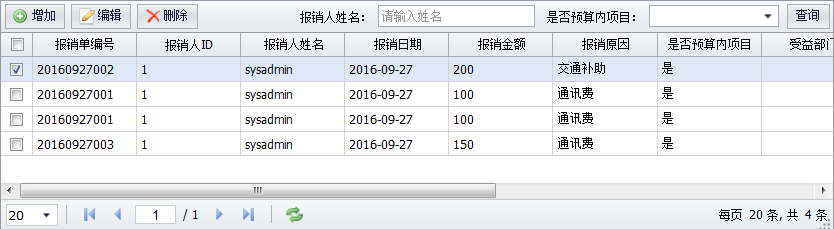 增加 编辑 删除 报销人姓名： 请输入姓名 是否预算内项目： 查询
报销单编号 报销人ID 报销人姓名 报销日期 报销金额 报销原因 是否预算内项目 受益部门
20160927002 1 sysadmin 2016-09-27 200 交通补助 是
20160927001 1 sysadmin 2016-09-27 100 通讯费 是
20160927001 1 sysadmin 2016-09-27 100 通讯费 是
20160927003 1 sysadmin 2016-09-27 150 通讯费 是
20 1 / 1 每页 20 条, 共 4 条